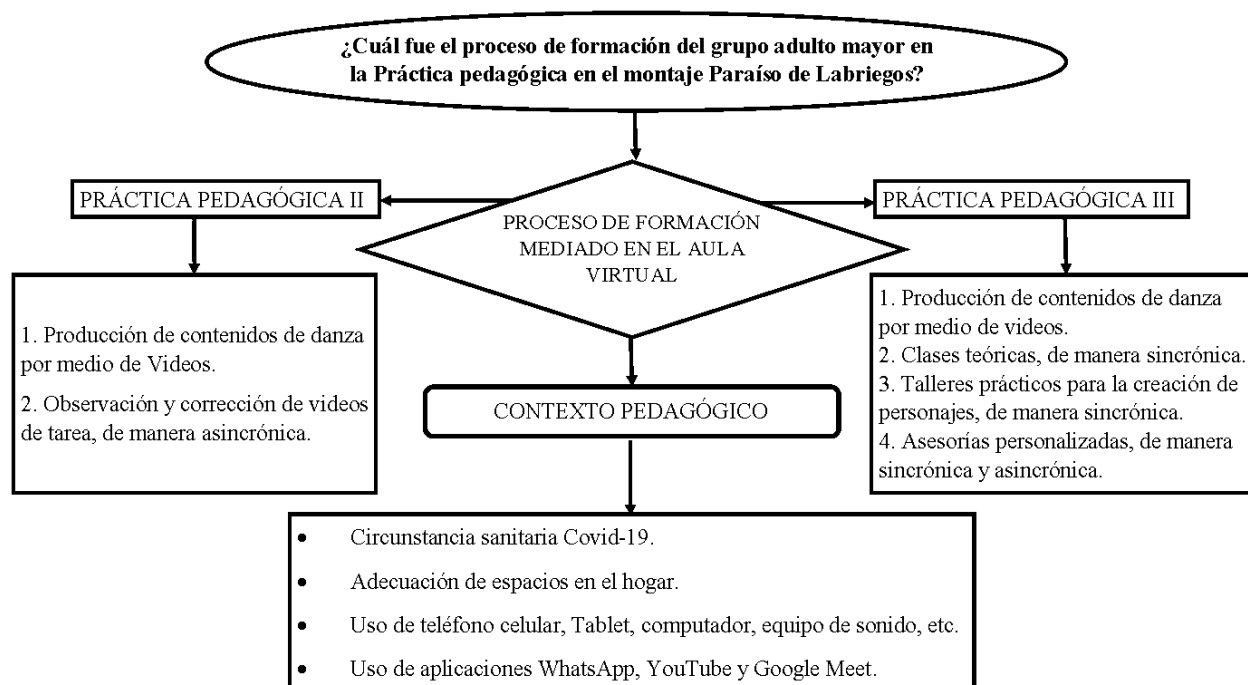 ¿Cuál fue el proceso de formación del grupo adulto mayor en
la Práctica pedagógica en el montaje Paraíso de Labriegos?
PRÁCTICA PEDAGÓGICA II
PROCESO DE FORMACIÓN
MEDIADO EN EL AULA
VIRTUAL
PRÁCTICA PEDAGÓGICA III
1. Producción de contenidos de danza
por medio de Videos.
2. Observación y corrección de videos
de tarea, de manera asincrónica.
1. Producción de contenidos de danza
por medio de videos.
2. Clases teóricas, de manera sincrónica.
3. Talleres prácticos para la creación de
personajes, de manera sincrónica.
4. Asesorías personalizadas, de manera
sincrónica y asincrónica.
CONTEXTO PEDAGÓGICO
• Circunstancia sanitaria Covid-19.
• Adecuación de espacios en el hogar.
• Uso de teléfono celular, Tablet, computador, equipo de sonido, etc.
• Uso de aplicaciones WhatsApp, YouTube y Google Meet.